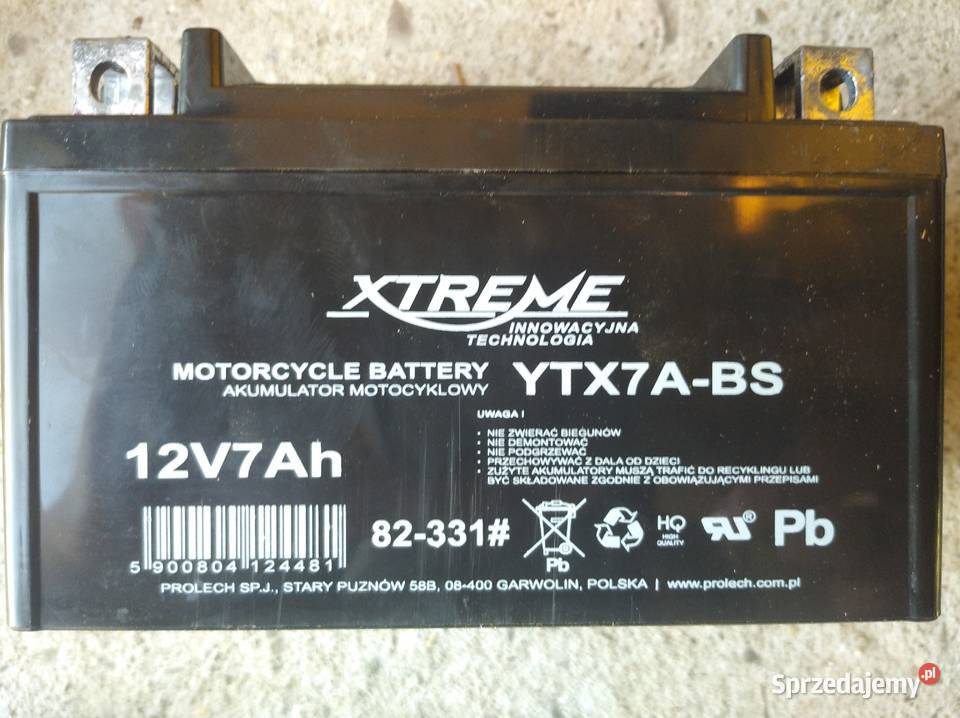 XTREME
INNOWACYJNA
TECHNOLOGIA
MOTORCYCLE BATTERY
AKUMULATOR MOTOCYKLOWY
YTX7A-BS
UWAGA !
• NIE ZWIERAĆ BIEGUNÓW
• NIE DEMONTOWAĆ
• NIE PODGRZEWAĆ
• PRZECHOWYWAĆ Z DALA OD DZIECI
• ZUŻYTE AKUMULATORY MUSZĄ TRAFIĆ DO RECYKLINGU LUB
BYĆ SKŁADOWANE ZGODNIE Z OBOWIĄZUJĄCYMI PRZEPISAMI
12V7Ah
5 900804 124481
82-331#
Pb
HQ
HIGH
QUALITY
RU®
Pb
PROLECH SP.J., STARY PUZNÓW 58B, 08-400 GARWOLIN, POLSKA | www.prolech.com.pl
Sprzedajemy.pl